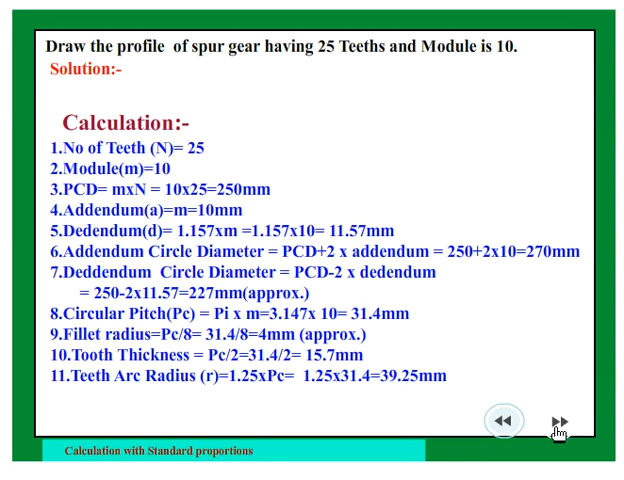 Draw the profile of spur gear having 25 Teeths and Module is 10.
Solution:-
Calculation:-
1.No of Teeth (N)= 25
2.Module(m)=10
3.PCD= mxN = 10x25=250mm
4.Addendum(a)=m=10mm
5.Dedendum(d)= 1.157xm =1.157x10= 11.57mm
6.Addendum Circle Diameter = PCD+2 x addendum = 250+2x10=270mm
7.Deddendum Circle Diameter = PCD-2 x dedendum
= 250-2x11.57=227mm(approx.)
8.Circular Pitch(Pc) = Pi x m=3.147x 10= 31.4mm
9.Fillet radius=Pc/8= 31.4/8=4mm (approx.)
10.Tooth Thickness = Pc/2=31.4/2= 15.7mm
11.Teeth Arc Radius (r)=1.25xPc= 1.25x31.4=39.25mm
Calculation with Standard proportions